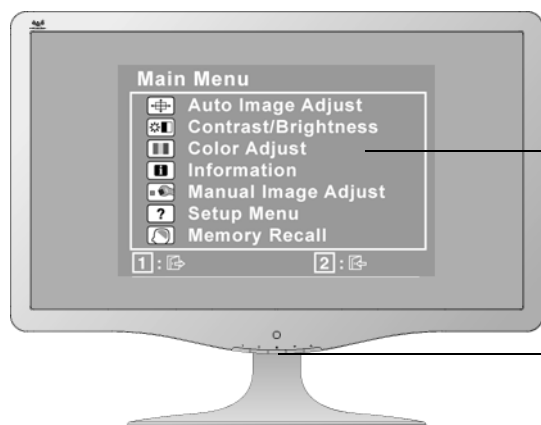 Main Menu
Auto Image Adjust
Contrast/Brightness
Color Adjust
Information
Manual Image Adjust
? Setup Menu
Memory Recall
1 : 2 :